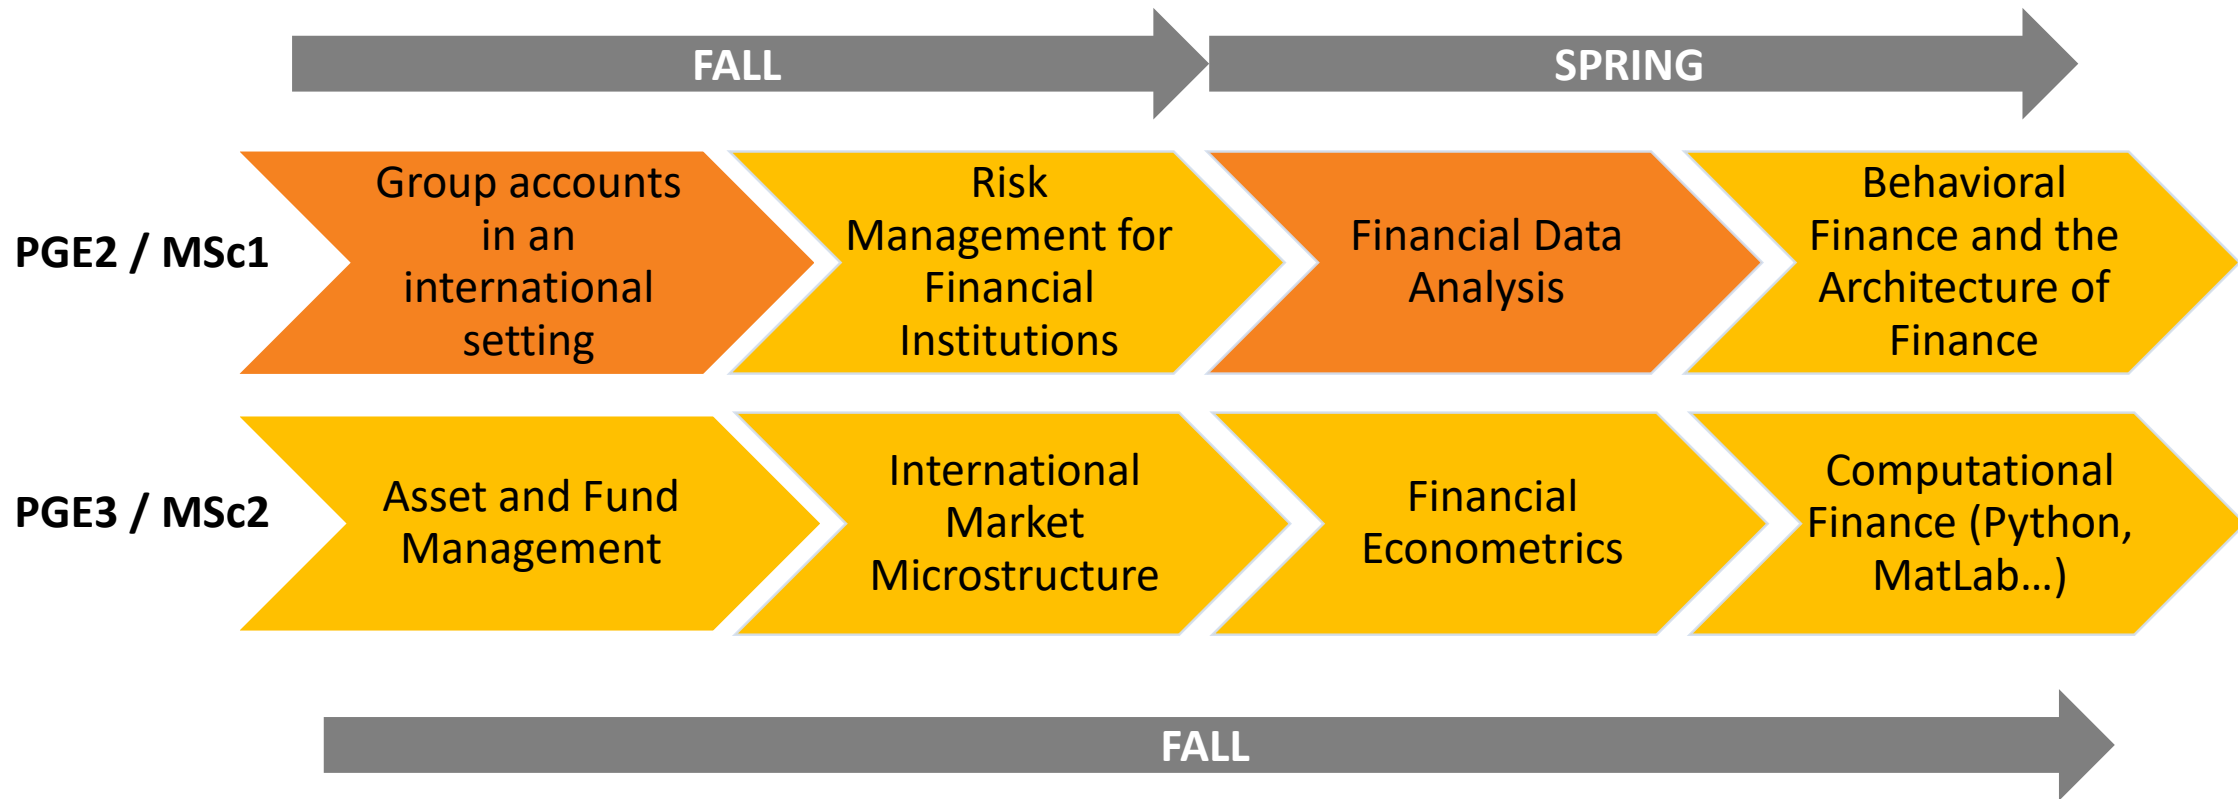 FALL
SPRING
PGE2 / MSc1
Group accounts
in an
international
setting
Risk
Management for
Financial
Institutions
Financial Data
Analysis
Behavioral
Finance and the
Architecture of
Finance
PGE3 / MSc2
Asset and Fund
Management
International
Market
Microstructure
Financial
Econometrics
Computational
Finance (Python,
MatLab…)
FALL